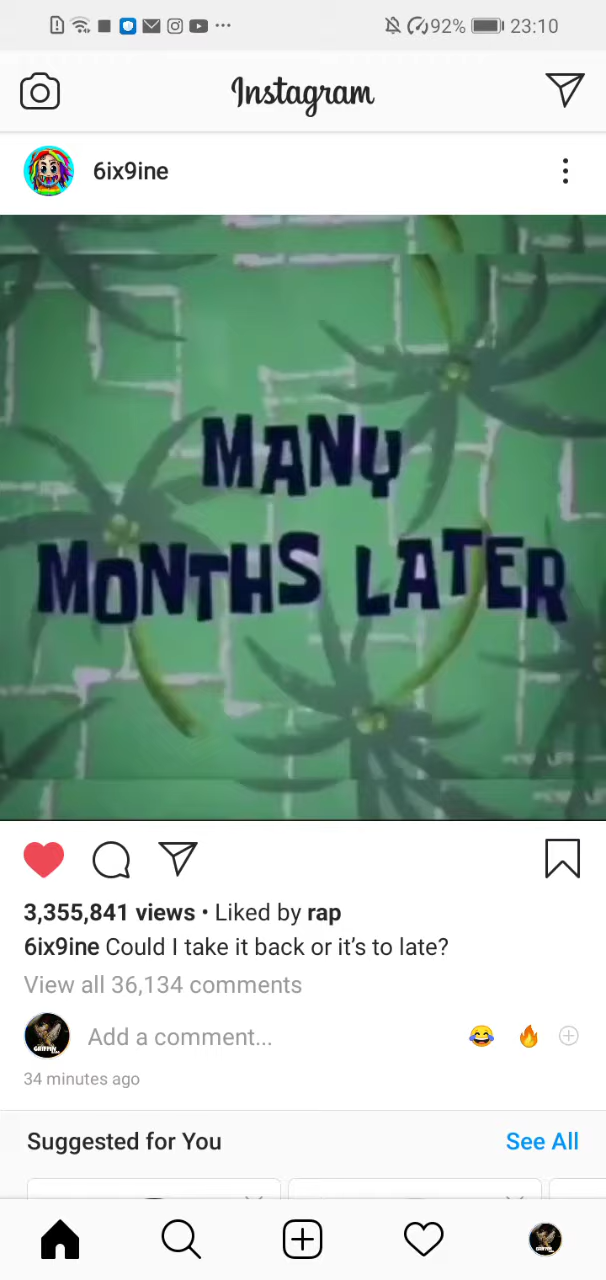 92% 23:10
Instagram
6ix9ine
MANY
MONTHS LATER
3,355,841 views • Liked by rap
6ix9ine Could I take it back or it's to late?
View all 36,134 comments
GRIFFIN
Add a comment... 😂 🔥
34 minutes ago
Suggested for You See All